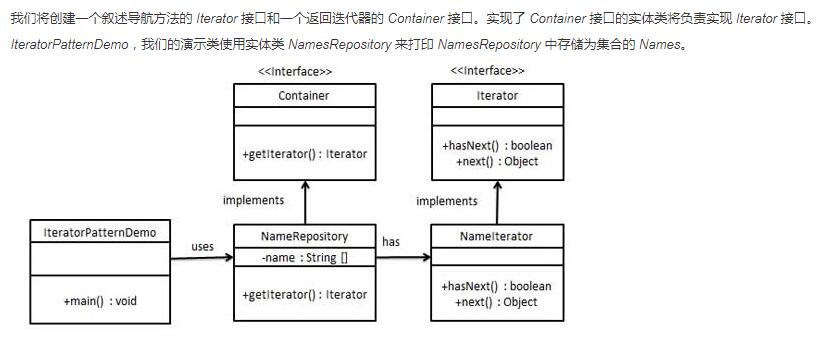 我们将创建一个叙述导航方法的 Iterator 接口和一个返回迭代器的 Container 接口。实现了 Container 接口的实体类将负责实现 Iterator 接口。
IteratorPatternDemo，我们的演示类使用实体类 NamesRepository 来打印 NamesRepository 中存储为集合的 Names。
<<Interface>>
Container
+getIterator() : Iterator
<<Interface>>
Iterator
+hasNext() : boolean
+next() : Object
implements
implements
IteratorPatternDemo
+main() : void
uses
NameRepository
-name : String []
+getIterator() : Iterator
has
NameIterator
+hasNext() : boolean
+next() : Object